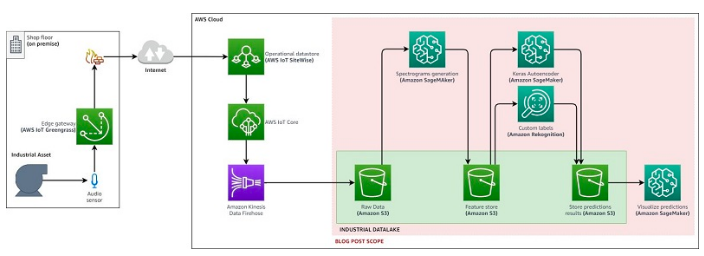 Shop floor
(on premise)
Edge gateway
(AWS IoT Greengrass)
Industrial Asset
Audio
sensor
Internet
AWS Cloud
Operational datastore
(AWS IoT SiteWise)
AWS IoT Core
Amazon Kinesis
Data Firehose
Spectrograms generation
(Amazon SageMaker)
Keras Autoencoder
(Amazon SageMaker)
Custom labels
(Amazon Rekognition)
Raw Data
(Amazon S3)
Feature store
(Amazon S3)
Store predictions
results (Amazon S3)
Visualize predictions
(Amazon SageMaker)
INDUSTRIAL DATALAKE
BLOG POST SCOPE